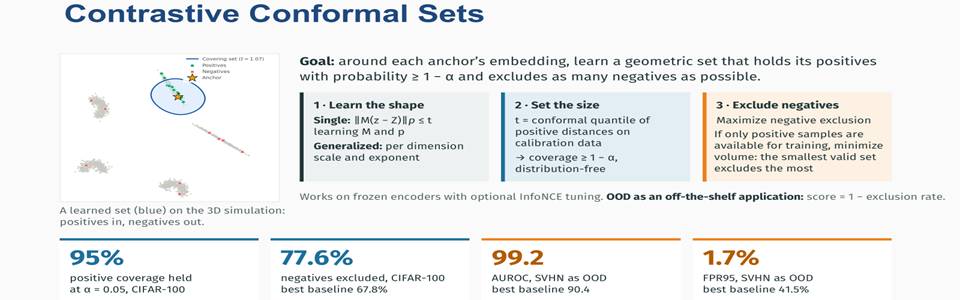 Contrastive Conformal Sets
Covering set (t = 1.07)
Positives
Negatives
Anchor
A learned set (blue) on the 3D simulation:
positives in, negatives out.
Goal: around each anchor's embedding, learn a geometric set that holds its positives
with probability ≥ 1 − α and excludes as many negatives as possible.
1 · Learn the shape
Single: ‖M(z − Z)‖p ≤ t
learning M and p
Generalized: per dimension
scale and exponent
2 · Set the size
t = conformal quantile of
positive distances on
calibration data
→ coverage ≥ 1 − α,
distribution-free
3 · Exclude negatives
Maximize negative exclusion
If only positive samples are
available for training, minimize
volume: the smallest valid set
excludes the most
Works on frozen encoders with optional InfoNCE tuning. OOD as an off-the-shelf application: score = 1 − exclusion rate.
95%
positive coverage held
at α = 0.05, CIFAR-100
77.6%
negatives excluded, CIFAR-100
best baseline 67.8%
99.2
AUROC, SVHN as OOD
best baseline 90.4
1.7%
FPR95, SVHN as OOD
best baseline 41.5%